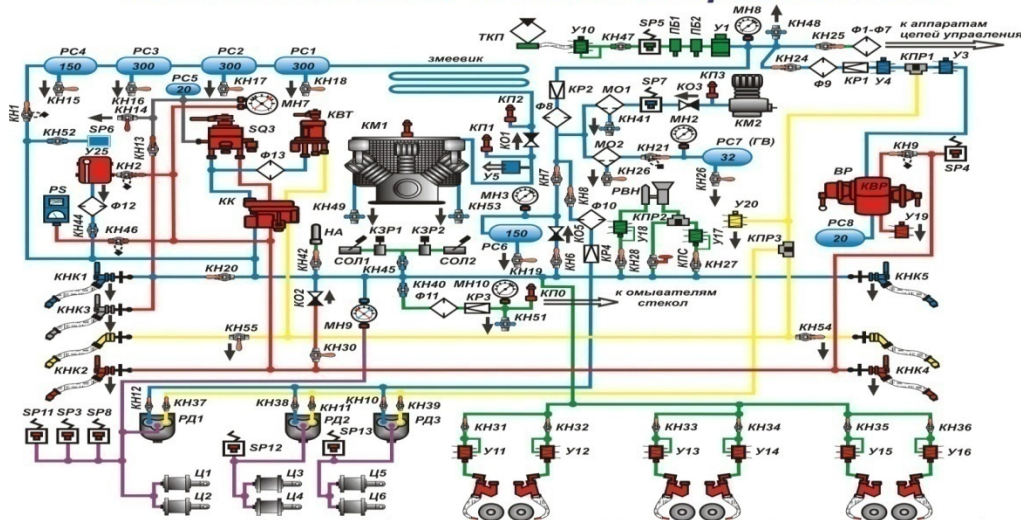 МН8
КН48
ТКП
У10
КН47
SP5
ПБ1
ПБ2
У1
КН25
Ф1-Ф7
к аппаратам
цепей управления
РС4
РС3
РС2
РС1
150
300
300
300
змеевик
КН24
КПР1
У3
Ф9
КР1
У4
КН15
КН16
РС5
20
КН17
КН18
КН14
МН7
КН1
КН52
SP6
КН13
SQ3
КВТ
КМ1
КП2
КП1
КО1
У5
КР2
Ф8
МО1
SP7
КО3
КП3
КМ2
КН41
МН2
МО2
КН21
РС7 (ГВ)
32
КН26
КН26
КН7
КН8
У25
КН2
Ф13
PS
Ф12
КН44
КН46
КК
НА
КН42
КН49
КН53
МН3
КЗР1
КЗР2
СОЛ1
СОЛ2
150
РС6
КН19
КО5
КН6
Ф10
КР4
РВН
КПР2
У18
КН28
КПС
У17
КН27
У20
КПР3
ВР
КВР
КН9
SP4
РС8
20
У19
КНК1
КН20
КН45
КО2
КН40
Ф11
КР3
МН10
КП0
КН51
к омывателям
стекол
КНК5
КНК3
МН9
КН55
КН54
КН30
КНК2
КНК4
SP11
SP3
SP8
КН12
КН37
РД1
КН38
КН11
РД2
КН10
КН39
РД3
SP12
SP13
Ц1
Ц2
Ц3
Ц4
Ц5
Ц6
КН31
КН32
КН33
КН34
КН35
КН36
У11
У12
У13
У14
У15
У16